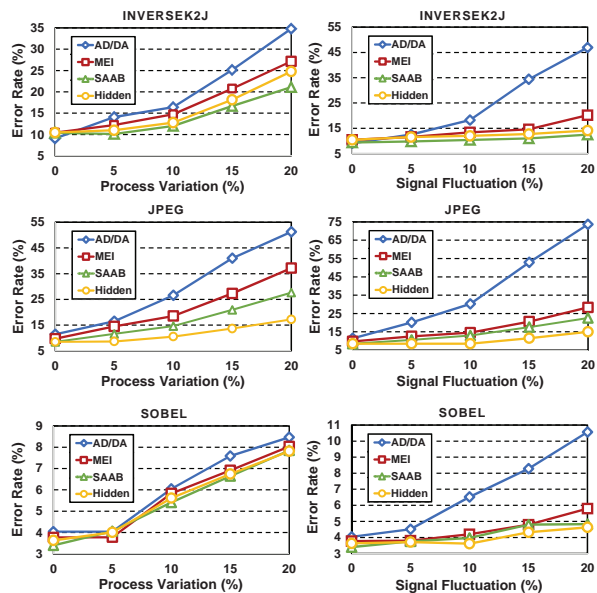 INVERSEK2J
Error Rate (%)
35
30
25
20
15
10
5
AD/DA
MEI
SAAB
Hidden
0 5 10 15 20
Process Variation (%)
INVERSEK2J
Error Rate (%)
55
45
35
25
15
5
AD/DA
MEI
SAAB
Hidden
0 5 10 15 20
Signal Fluctuation (%)
JPEG
Error Rate (%)
55
45
35
25
15
5
AD/DA
MEI
SAAB
Hidden
0 5 10 15 20
Process Variation (%)
JPEG
Error Rate (%)
75
65
55
45
35
25
15
5
AD/DA
MEI
SAAB
Hidden
0 5 10 15 20
Signal Fluctuation (%)
SOBEL
Error Rate (%)
9
8
7
6
5
4
3
AD/DA
MEI
SAAB
Hidden
0 5 10 15 20
Process Variation (%)
SOBEL
Error Rate (%)
11
10
9
8
7
6
5
4
3
AD/DA
MEI
SAAB
Hidden
0 5 10 15 20
Signal Fluctuation (%)